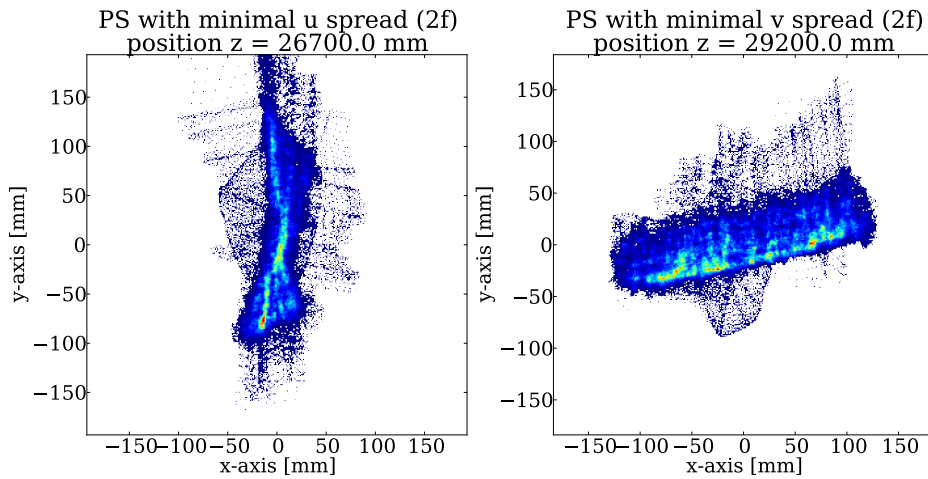 PS with minimal u spread (2f)
position z = 26700.0 mm
150
100
50
0
−50
−100
−150
y-axis [mm]
−150 −100 −50 0 50 100 150
x-axis [mm]
PS with minimal v spread (2f)
position z = 29200.0 mm
150
100
50
0
−50
−100
−150
y-axis [mm]
−150 −100 −50 0 50 100 150
x-axis [mm]